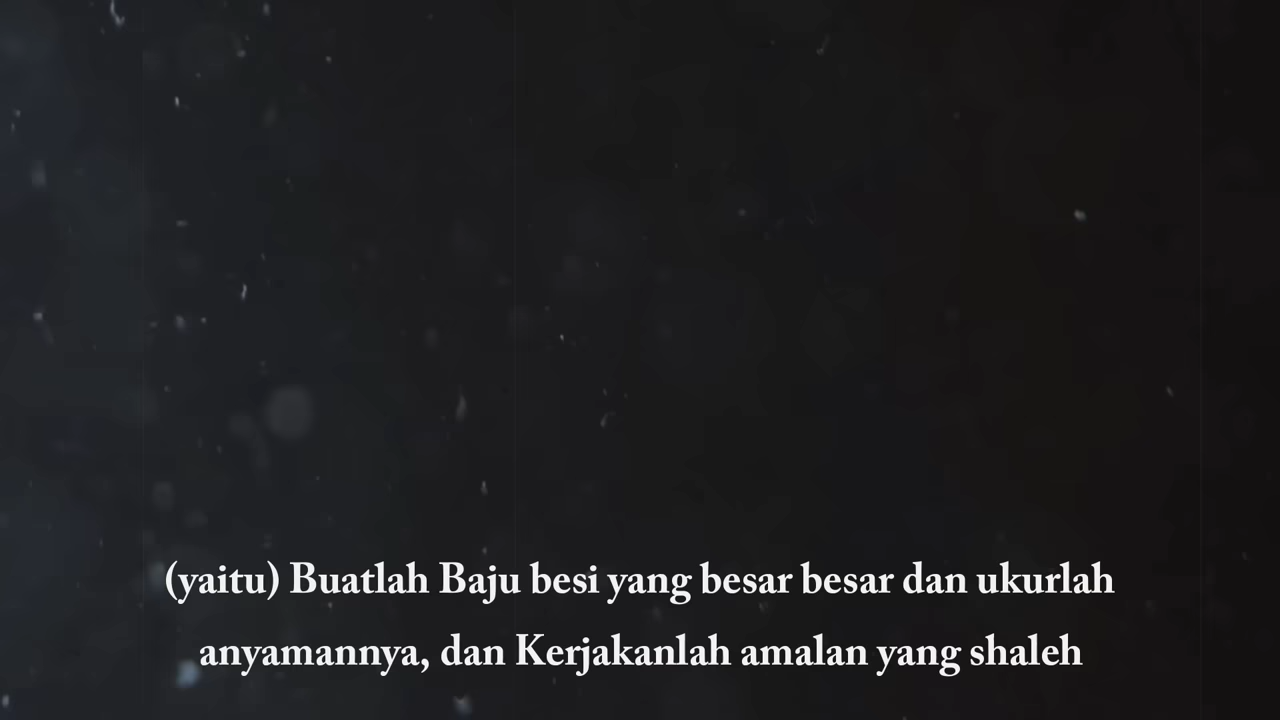 (yaitu) Buatlah Baju besi yang besar besar dan ukurlah
anyamannya, dan Kerjakanlah amalan yang shaleh